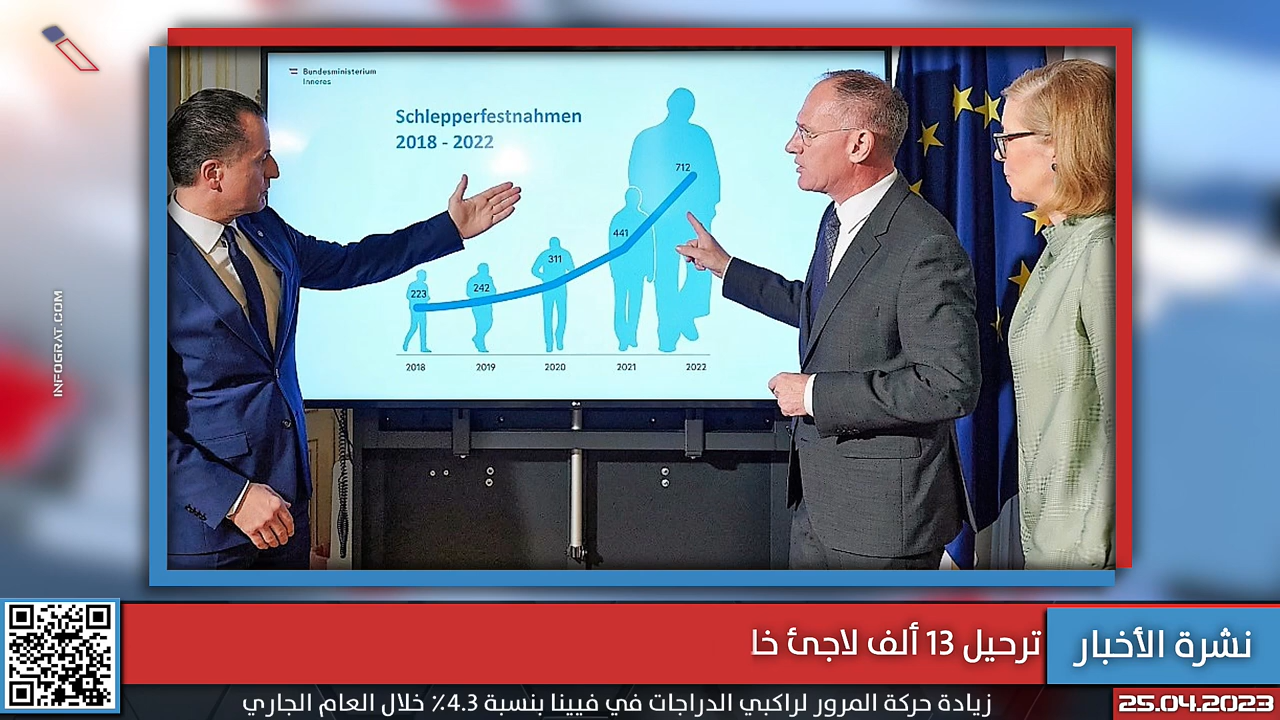 Bundesministerium
Inneres
Schlepperfestnahmen
2018 - 2022
712
441
311
242
223
2018 2019 2020 2021 2022
INFOGRAT.COM
نشرة الأخبار
ترحيل 13 ألف لاجئ خا
زيادة حركة المرور لراكبي الدراجات في فيينا بنسبة 4.3٪ خلال العام الجاري
25.04.2023